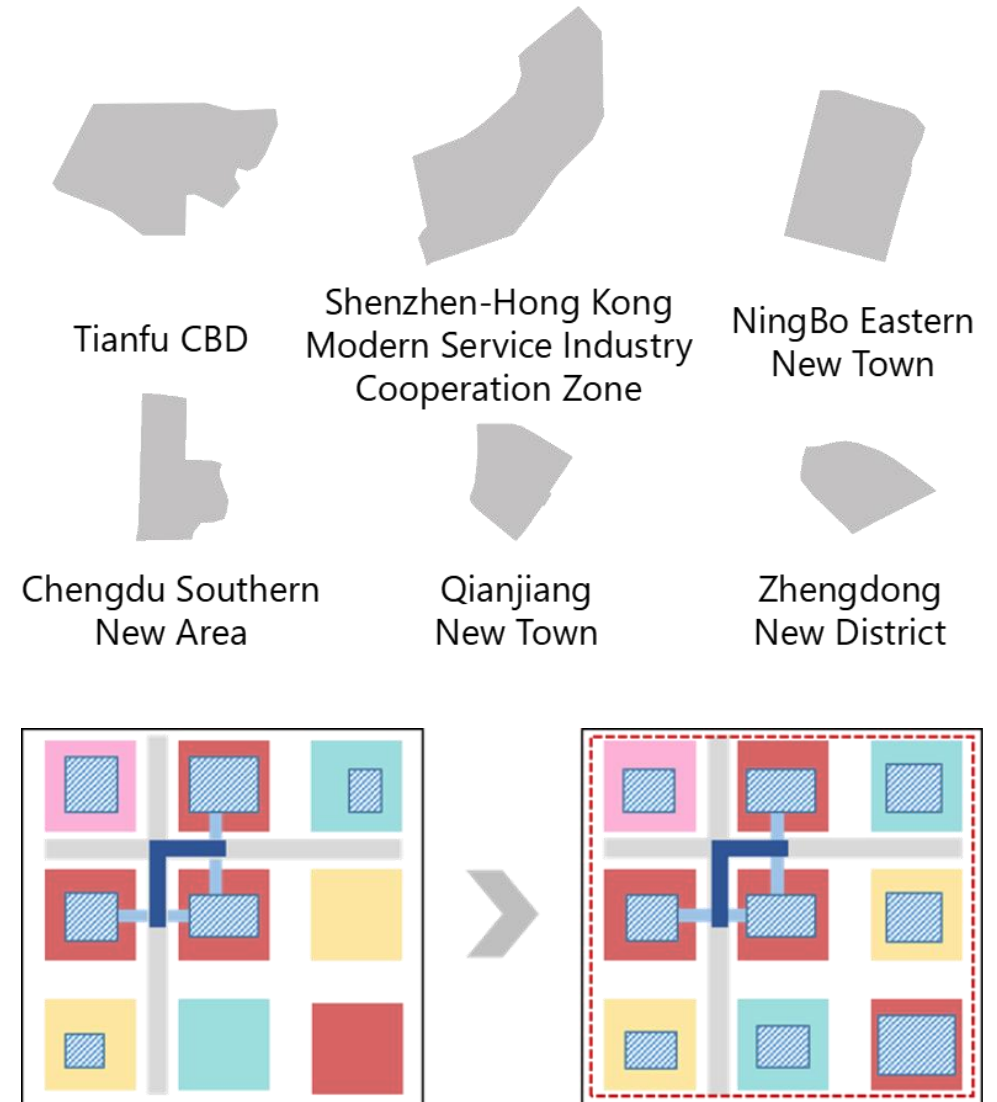 Tianfu CBD
Shenzhen-Hong Kong
Modern Service Industry
Cooperation Zone
NingBo Eastern
New Town
Chengdu Southern
New Area
Qianjiang
New Town
Zhengdong
New District